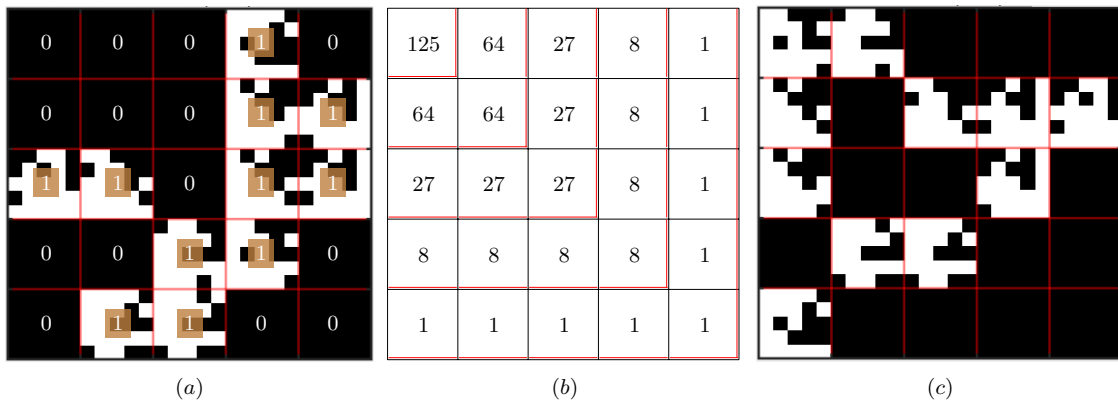 0 0 0 1 0
0 0 0 1 1
1 1 0 1 1
0 0 1 1 0
0 1 1 0 0
(a)
125 64 27 8 1
64 64 27 8 1
27 27 27 8 1
8 8 8 8 1
1 1 1 1 1
(b)
(c)